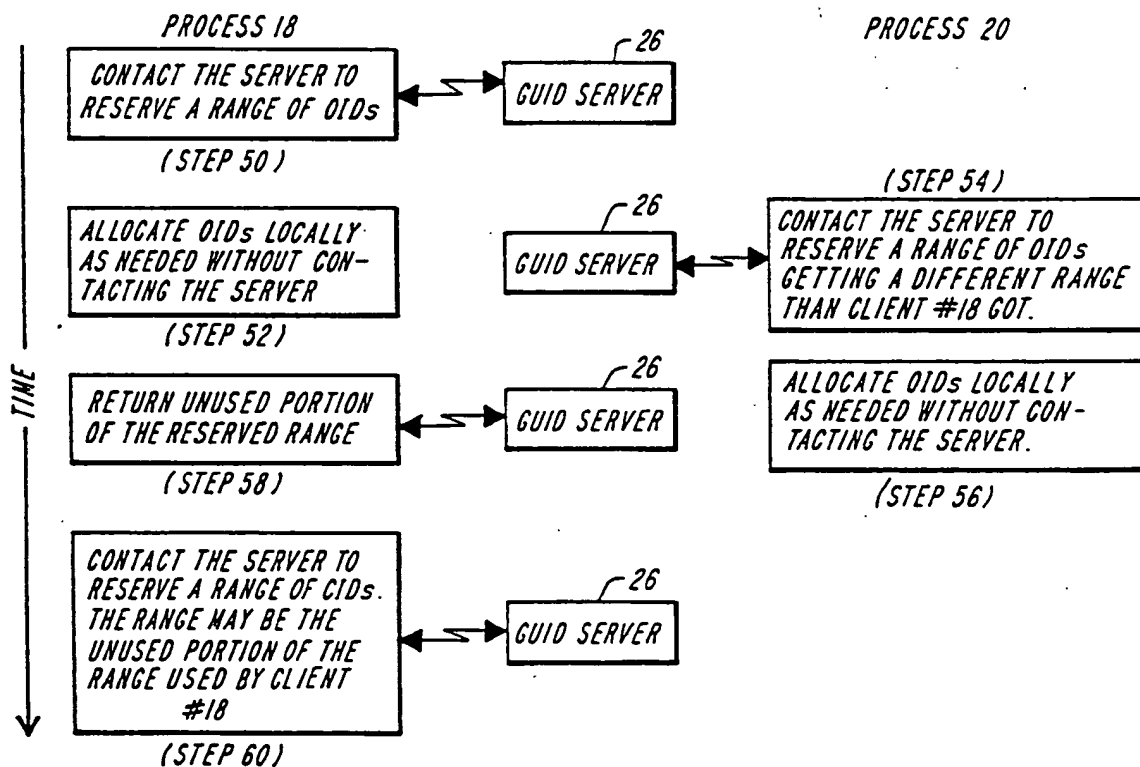 PROCESS 18
PROCESS 20
CONTACT THE SERVER TO
RESERVE A RANGE OF OIDs
(STEP 50)
26
GUID SERVER
TIME
ALLOCATE OIDs LOCALLY
AS NEEDED WITHOUT CON-
TACTING THE SERVER
(STEP 52)
26
GUID SERVER
(STEP 54)
CONTACT THE SERVER TO
RESERVE A RANGE OF OIDs
GETTING A DIFFERENT RANGE
THAN CLIENT #18 GOT.
RETURN UNUSED PORTION
OF THE RESERVED RANGE
(STEP 58)
26
GUID SERVER
ALLOCATE OIDs LOCALLY
AS NEEDED WITHOUT CON-
TACTING THE SERVER.
(STEP 56)
CONTACT THE SERVER TO
RESERVE A RANGE OF CIDs.
THE RANGE MAY BE THE
UNUSED PORTION OF THE
RANGE USED BY CLIENT
#18
(STEP 60)
26
GUID SERVER